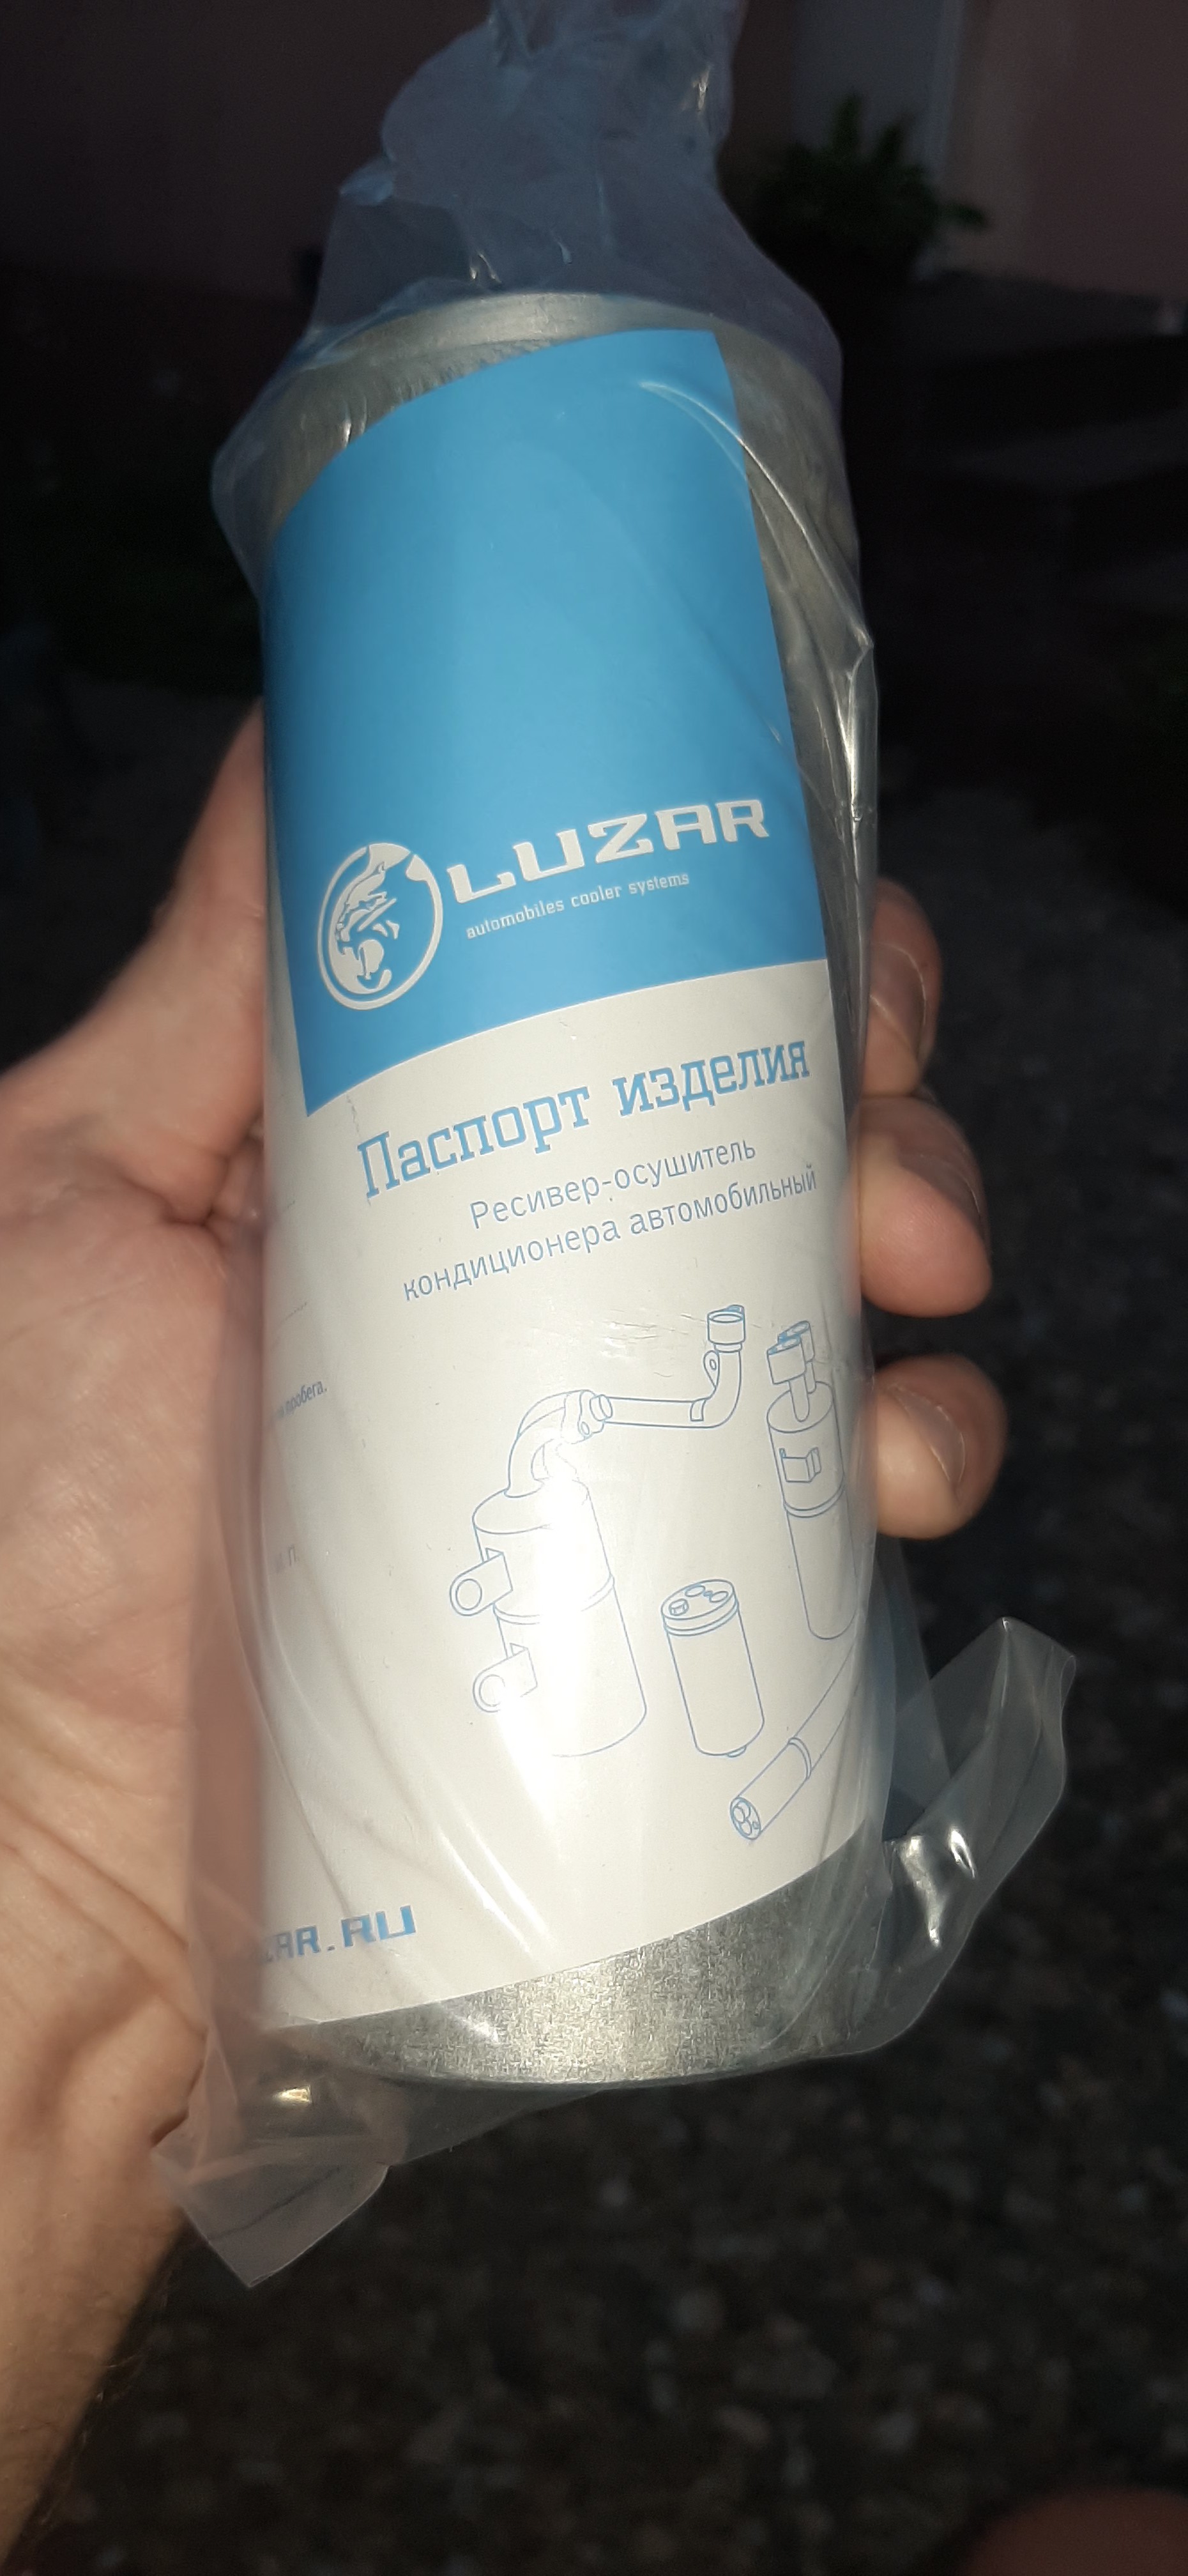 LUZAR
automobiles cooler systems
Паспорт изделия
Ресивер-осушитель
кондиционера автомобильный
пробега.
П.
ZAR.RU